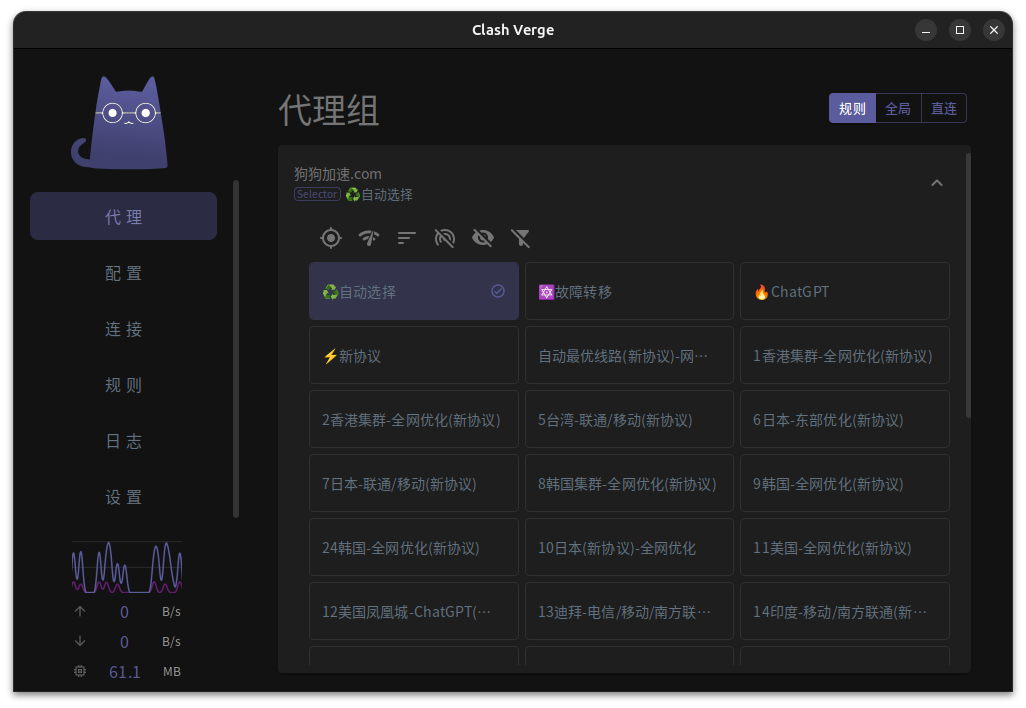 Clash Verge
代理组
规则 全局 直连
代 理
配 置
连 接
规 则
日 志
设 置
0 B/s
0 B/s
61.1 MB
狗狗加速.com
Selector ♻️自动选择
♻️自动选择
🔯故障转移
🔥ChatGPT
⚡新协议
自动最优线路(新协议)-网…
1香港集群-全网优化(新协议)
2香港集群-全网优化(新协议)
5台湾-联通/移动(新协议)
6日本-东部优化(新协议)
7日本-联通/移动(新协议)
8韩国集群-全网优化(新协议)
9韩国-全网优化(新协议)
24韩国-全网优化(新协议)
10日本(新协议)-全网优化
11美国-全网优化(新协议)
12美国凤凰城-ChatGPT(…
13迪拜-电信/移动/南方联…
14印度-移动/南方联通(新…